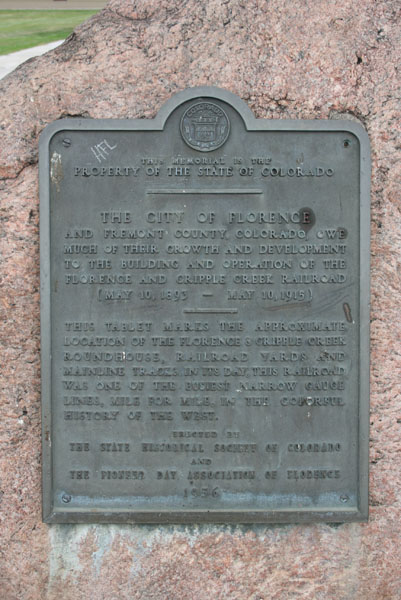 HFL
THIS MEMORIAL IS THE
PROPERTY OF THE STATE OF COLORADO
THE CITY OF FLORENCE
AND FREMONT COUNTY, COLORADO, OWE
MUCH OF THEIR GROWTH AND DEVELOPMENT
TO THE BUILDING AND OPERATION OF THE
FLORENCE AND CRIPPLE CREEK RAILROAD
(MAY 10, 1893 — MAY 10, 1915)
THIS TABLET MARKS THE APPROXIMATE
LOCATION OF THE FLORENCE & CRIPPLE CREEK
ROUNDHOUSE, RAILROAD YARDS AND
MAINLINE TRACKS. IN ITS DAY, THIS RAILROAD
WAS ONE OF THE BUSIEST NARROW GAUGE
LINES, MILE FOR MILE, IN THE COLORFUL
HISTORY OF THE WEST.
ERECTED BY
THE STATE HISTORICAL SOCIETY OF COLORADO
AND
THE PIONEER DAY ASSOCIATION OF FLORENCE
1956